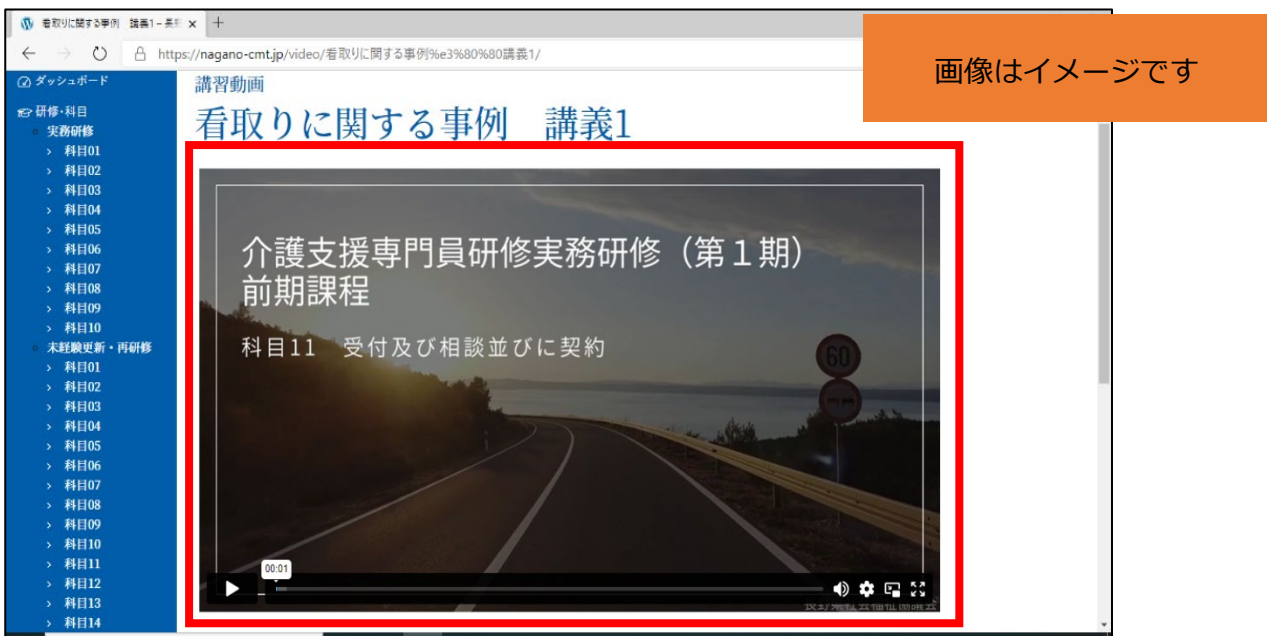 看取りに関する事例 講義1 – 長野
画像はイメージです
https://nagano-cmt.jp/video/看取りに関する事例%e3%80%80講義1/
ダッシュボード
研修・科目
実務研修
科目01
科目02
科目03
科目04
科目05
科目06
科目07
科目08
科目09
科目10
未経験更新・再研修
科目01
科目02
科目03
科目04
科目05
科目06
科目07
科目08
科目09
科目10
科目11
科目12
科目13
科目14
講習動画
看取りに関する事例　講義1
介護支援専門員研修実務研修（第１期）
前期課程
科目11　受付及び相談並びに契約
60
00:01
長野県社会福祉協議会